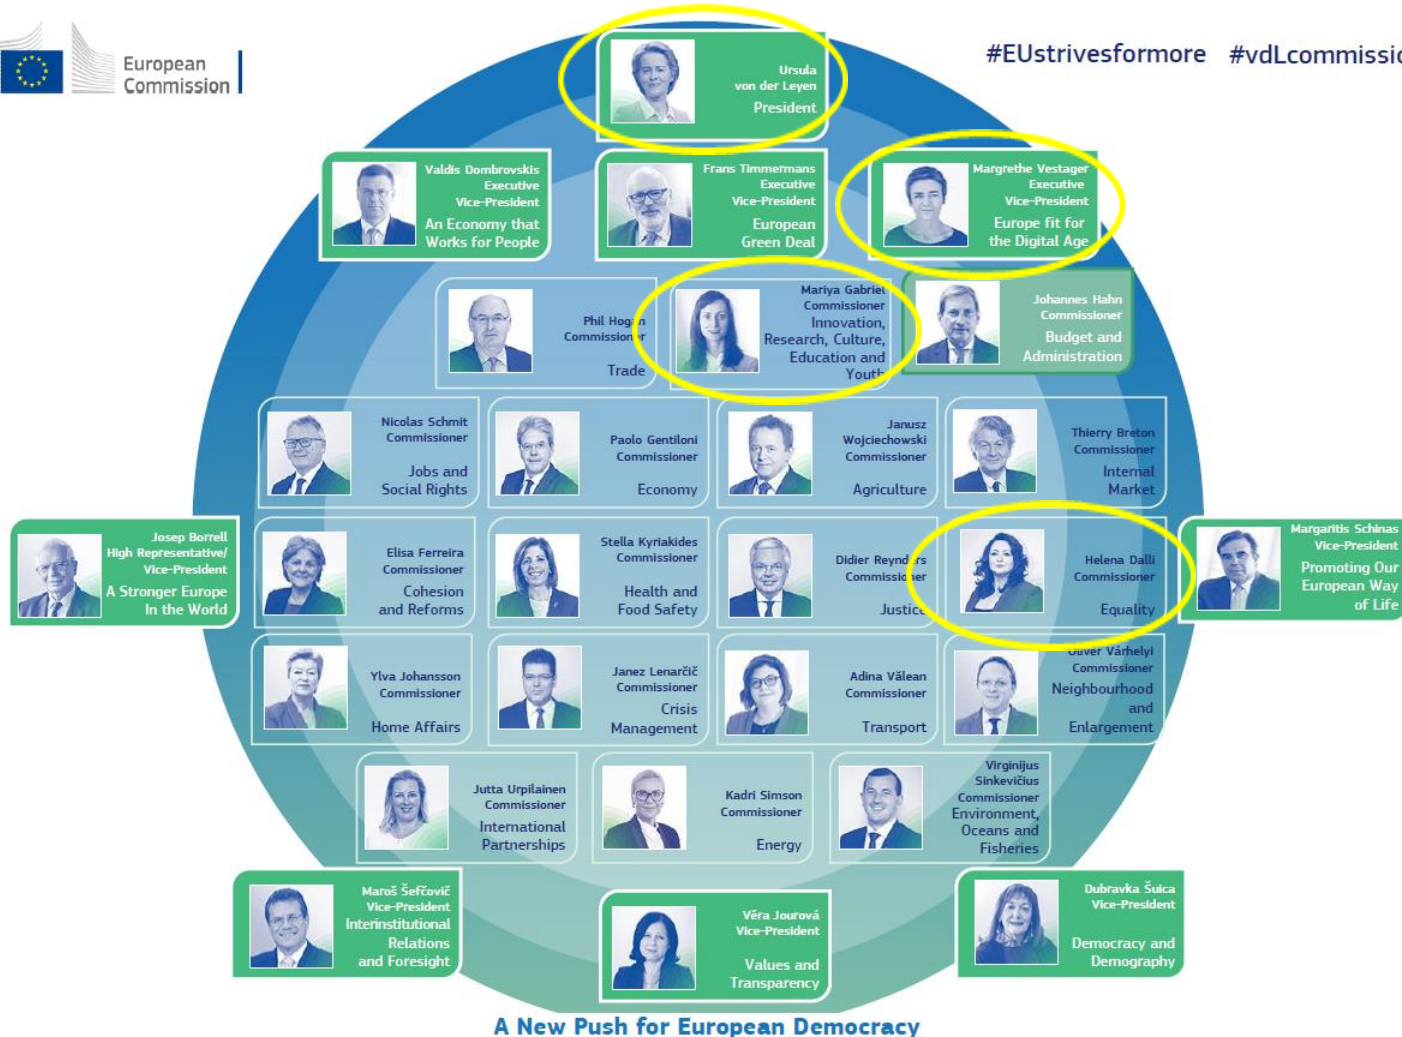 European
Commission
#EUstrivesformore #vdLcommissio
Ursula
von der Leyen
President
Valdis Dombrovskis
Executive
Vice-President
An Economy that
Works for People
Frans Timmermans
Executive
Vice-President
European
Green Deal
Margrethe Vestager
Executive
Vice-President
Europe fit for
the Digital Age
Phil Hogan
Commissioner
Trade
Mariya Gabriel
Commissioner
Innovation,
Research, Culture,
Education and
Youth
Johannes Hahn
Commissioner
Budget and
Administration
Nicolas Schmit
Commissioner
Jobs and
Social Rights
Paolo Gentiloni
Commissioner
Economy
Janusz
Wojciechowski
Commissioner
Agriculture
Thierry Breton
Commissioner
Internal
Market
Josep Borrell
High Representative/
Vice-President
A Stronger Europe
In the World
Elisa Ferreira
Commissioner
Cohesion
and Reforms
Stella Kyriakides
Commissioner
Health and
Food Safety
Didier Reynders
Commissioner
Justice
Helena Dalli
Commissioner
Equality
Margaritis Schinas
Vice-President
Promoting Our
European Way
of Life
Ylva Johansson
Commissioner
Home Affairs
Janez Lenarčič
Commissioner
Crisis
Management
Adina Vălean
Commissioner
Transport
Oliver Várhelyi
Commissioner
Neighbourhood
and
Enlargement
Jutta Urpilainen
Commissioner
International
Partnerships
Kadri Simson
Commissioner
Energy
Virginijus
Sinkevičius
Commissioner
Environment,
Oceans and
Fisheries
Maroš Šefčovič
Vice-President
Interinstitutional
Relations
and Foresight
Věra Jourová
Vice-President
Values and
Transparency
Dubravka Šuica
Vice-President
Democracy and
Demography
A New Push for European Democracy